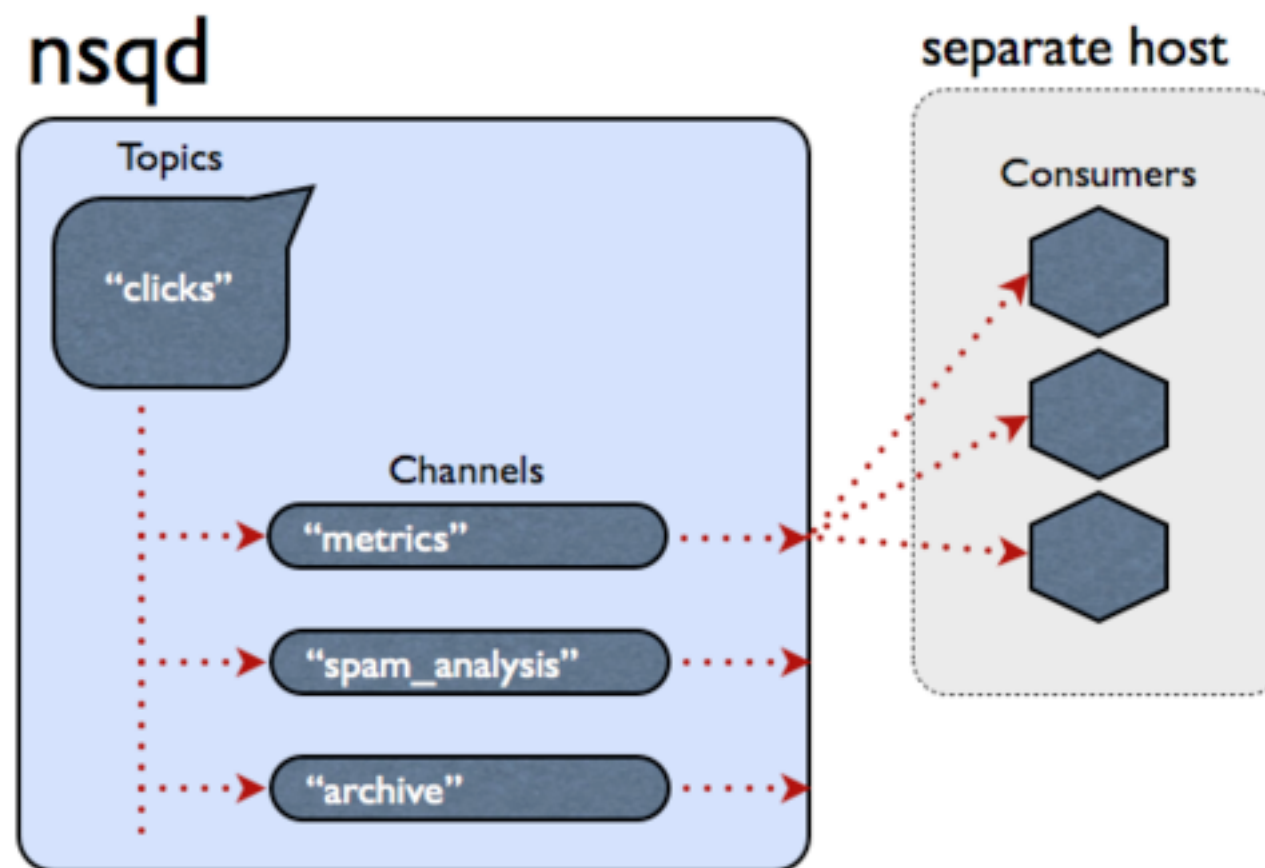 nsqd
separate host
Topics
Consumers
“clicks”
Channels
“metrics”
“spam_analysis”
“archive”